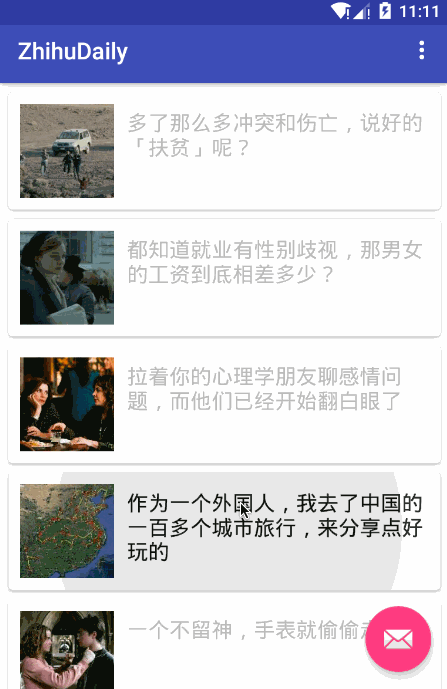 11:11
ZhihuDaily
多了那么多冲突和伤亡，说好的
「扶贫」呢？
都知道就业有性别歧视，那男女
的工资到底相差多少？
拉着你的心理学朋友聊感情问
题，而他们已经开始翻白眼了
作为一个外国人，我去了中国的
一百多个城市旅行，来分享点好
玩的
一个不留神，手表就偷偷走